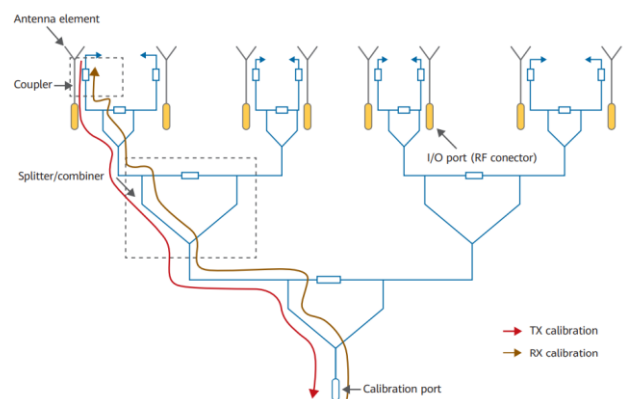 Antenna element
Coupler
I/O port (RF conector)
Splitter/combiner
TX calibration
RX calibration
Calibration port